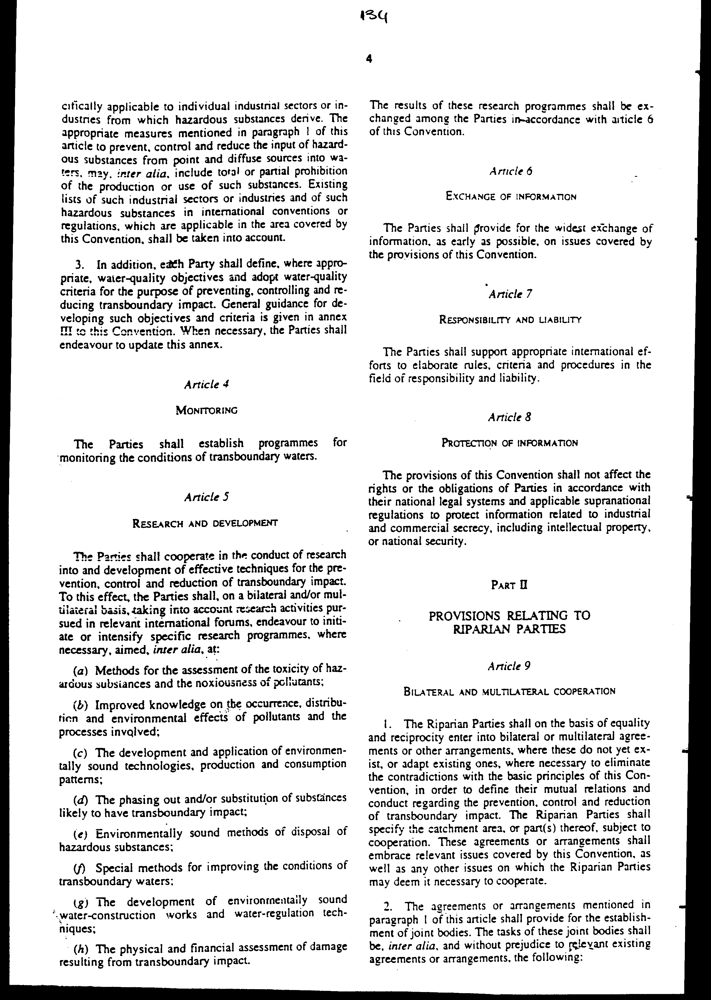 134
4
cifically applicable to individual industrial sectors or in-
dustries from which hazardous substances derive. The
appropriate measures mentioned in paragraph 1 of this
article to prevent, control and reduce the input of hazard-
ous substances from point and diffuse sources into wa-
ters, may, inter alia, include total or partial prohibition
of the production or use of such substances. Existing
lists of such industrial sectors or industries and of such
hazardous substances in international conventions or
regulations, which are applicable in the area covered by
this Convention, shall be taken into account.
3. In addition, each Party shall define, where appro-
priate, water-quality objectives and adopt water-quality
criteria for the purpose of preventing, controlling and re-
ducing transboundary impact. General guidance for de-
veloping such objectives and criteria is given in annex
III to this Convention. When necessary, the Parties shall
endeavour to update this annex.
Article 4
MONITORING
The Parties shall establish programmes for
monitoring the conditions of transboundary waters.
Article 5
RESEARCH AND DEVELOPMENT
The Parties shall cooperate in the conduct of research
into and development of effective techniques for the pre-
vention, control and reduction of transboundary impact.
To this effect, the Parties shall, on a bilateral and/or mul-
tilateral basis, taking into account research activities pur-
sued in relevant international forums, endeavour to initi-
ate or intensify specific research programmes, where
necessary, aimed, inter alia, at:
(a) Methods for the assessment of the toxicity of haz-
ardous substances and the noxiousness of pollutants;
(b) Improved knowledge on the occurrence, distribu-
tion and environmental effects of pollutants and the
processes involved;
(c) The development and application of environmen-
tally sound technologies, production and consumption
patterns;
(d) The phasing out and/or substitution of substances
likely to have transboundary impact;
(e) Environmentally sound methods of disposal of
hazardous substances;
(f) Special methods for improving the conditions of
transboundary waters;
(g) The development of environmentally sound
water-construction works and water-regulation tech-
niques;
(h) The physical and financial assessment of damage
resulting from transboundary impact.
The results of these research programmes shall be ex-
changed among the Parties in accordance with article 6
of this Convention.
Article 6
EXCHANGE OF INFORMATION
The Parties shall provide for the widest exchange of
information, as early as possible, on issues covered by
the provisions of this Convention.
Article 7
RESPONSIBILITY AND LIABILITY
The Parties shall support appropriate international ef-
forts to elaborate rules, criteria and procedures in the
field of responsibility and liability.
Article 8
PROTECTION OF INFORMATION
The provisions of this Convention shall not affect the
rights or the obligations of Parties in accordance with
their national legal systems and applicable supranational
regulations to protect information related to industrial
and commercial secrecy, including intellectual property,
or national security.
PART II
PROVISIONS RELATING TO
RIPARIAN PARTIES
Article 9
BILATERAL AND MULTILATERAL COOPERATION
1. The Riparian Parties shall on the basis of equality
and reciprocity enter into bilateral or multilateral agree-
ments or other arrangements, where these do not yet ex-
ist, or adapt existing ones, where necessary to eliminate
the contradictions with the basic principles of this Con-
vention, in order to define their mutual relations and
conduct regarding the prevention, control and reduction
of transboundary impact. The Riparian Parties shall
specify the catchment area, or part(s) thereof, subject to
cooperation. These agreements or arrangements shall
embrace relevant issues covered by this Convention, as
well as any other issues on which the Riparian Parties
may deem it necessary to cooperate.
2. The agreements or arrangements mentioned in
paragraph 1 of this article shall provide for the establish-
ment of joint bodies. The tasks of these joint bodies shall
be, inter alia, and without prejudice to relevant existing
agreements or arrangements, the following: